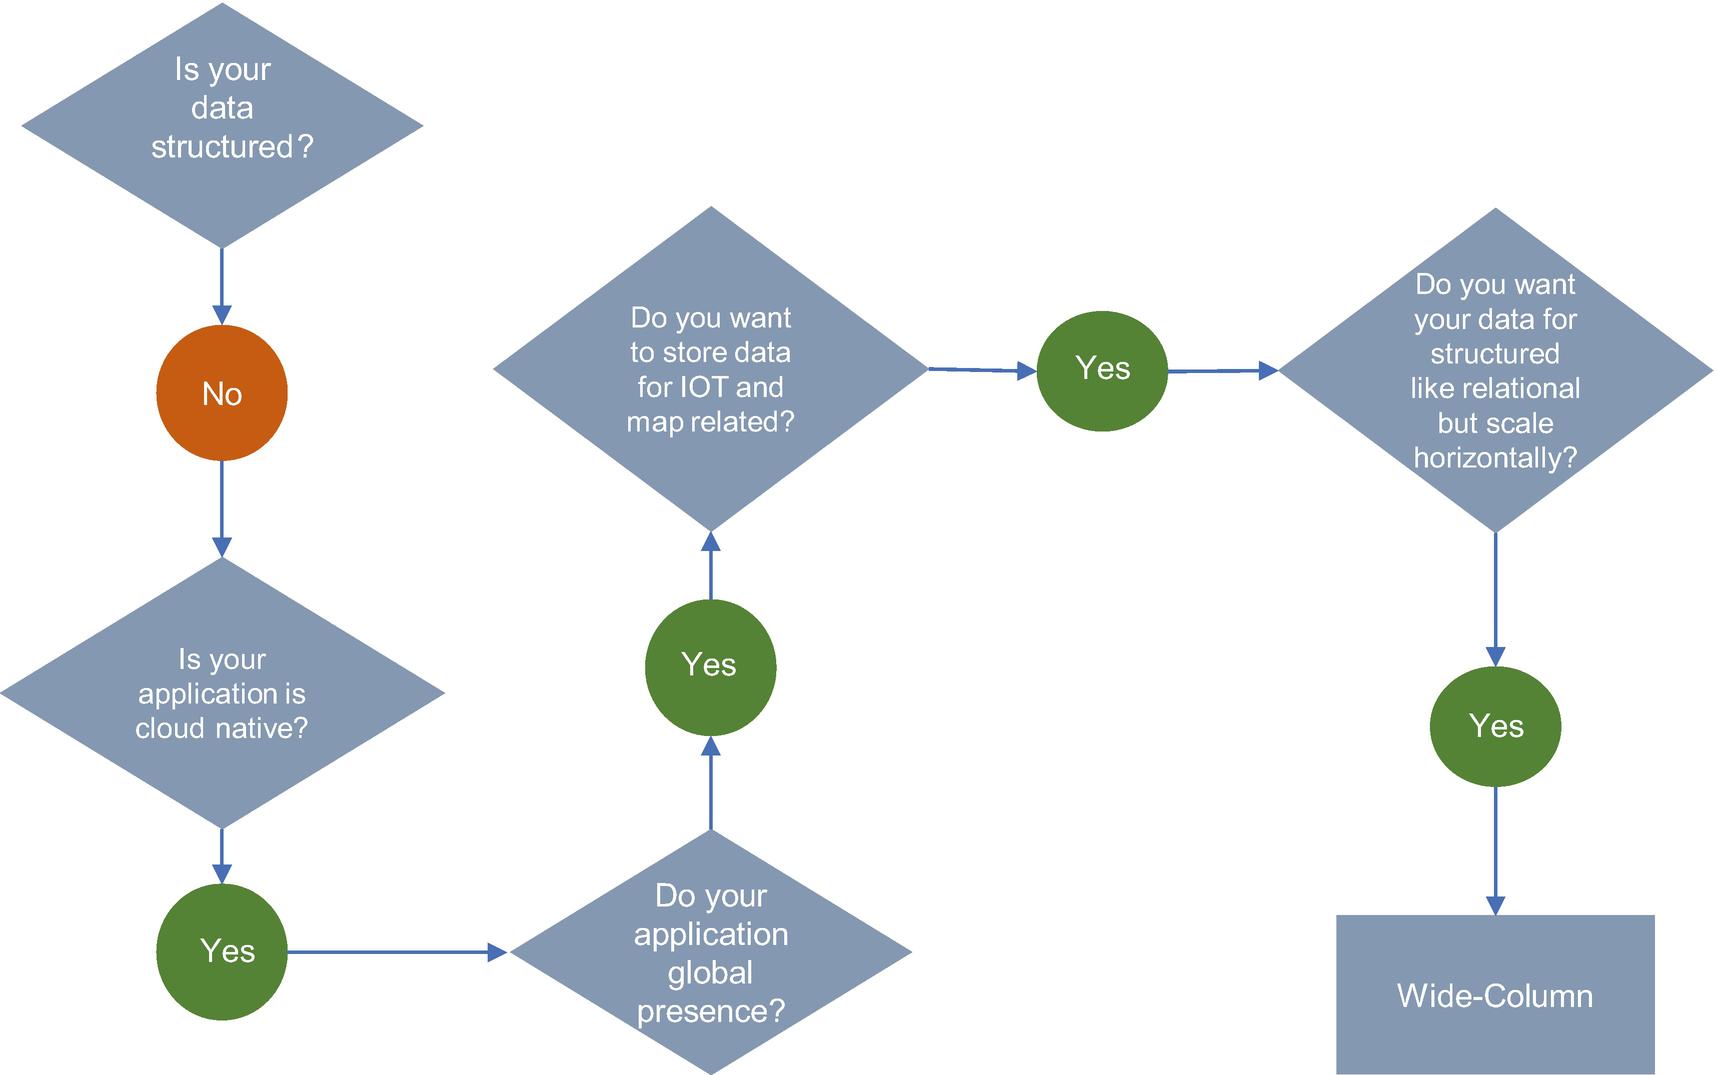 Is your
data
structured?
No
Is your
application is
cloud native?
Yes
Do your
application
global
presence?
Yes
Do you want
to store data
for IOT and
map related?
Yes
Do you want
your data for
structured
like relational
but scale
horizontally?
Yes
Wide-Column